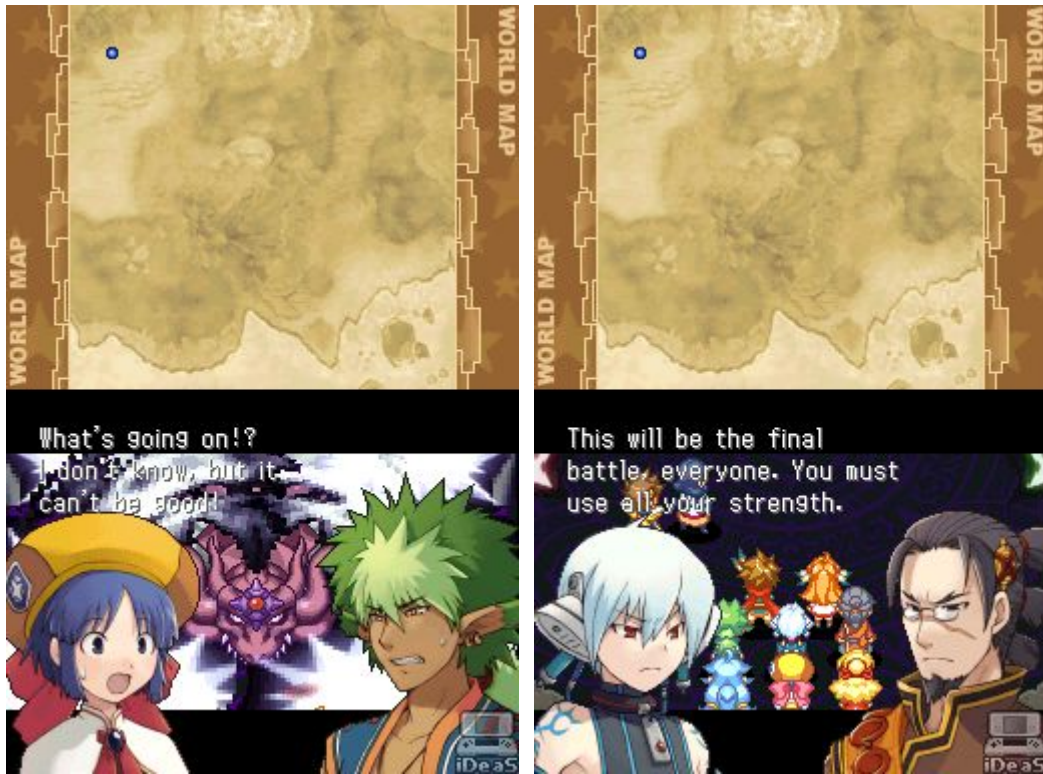 WORLD MAP
WORLD MAP
What's going on!?
I don't know, but it
can't be good!
iDeaS
WORLD MAP
WORLD MAP
This will be the final
battle, everyone. You must
use all your strength.
iDeaS